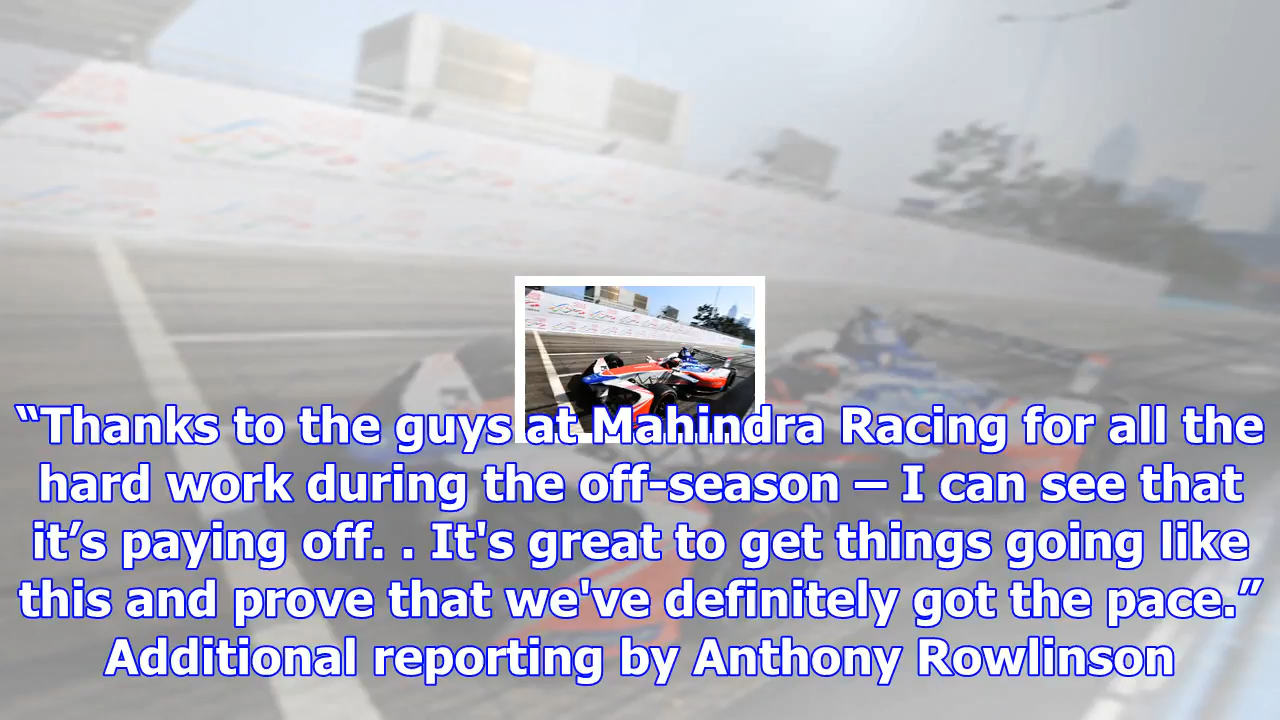 “Thanks to the guys at Mahindra Racing for all the
hard work during the off-season – I can see that
it’s paying off. . It's great to get things going like
this and prove that we've definitely got the pace.”
Additional reporting by Anthony Rowlinson